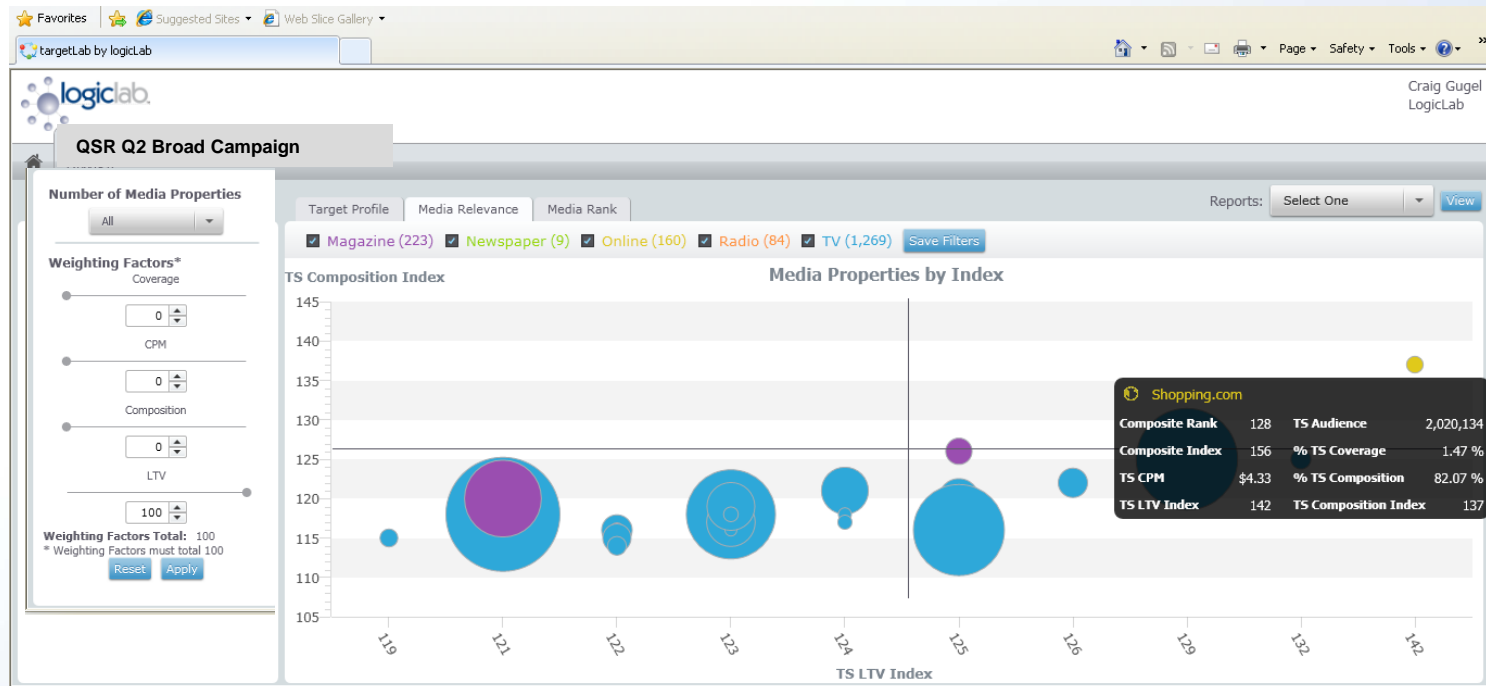 Favorites Suggested Sites Web Slice Gallery
targetLab by logicLab
Page Safety Tools
logiclab.
Craig Gugel
LogicLab
QSR Q2 Broad Campaign
Number of Media Properties
All
Weighting Factors*
Coverage
0
CPM
0
Composition
0
LTV
100
Weighting Factors Total: 100
* Weighting Factors must total 100
Reset Apply
Target Profile Media Relevance Media Rank
Reports: Select One View
Magazine (223) Newspaper (9) Online (160) Radio (84) TV (1,269) Save Filters
TS Composition Index
Media Properties by Index
145
140
135
130
125
120
115
110
105
Shopping.com
Composite Rank 128 TS Audience 2,020,134
Composite Index 156 % TS Coverage 1.47 %
TS CPM $4.33 % TS Composition 82.07 %
TS LTV Index 142 TS Composition Index 137
119 121 122 123 124 125 126 129 132 142
TS LTV Index